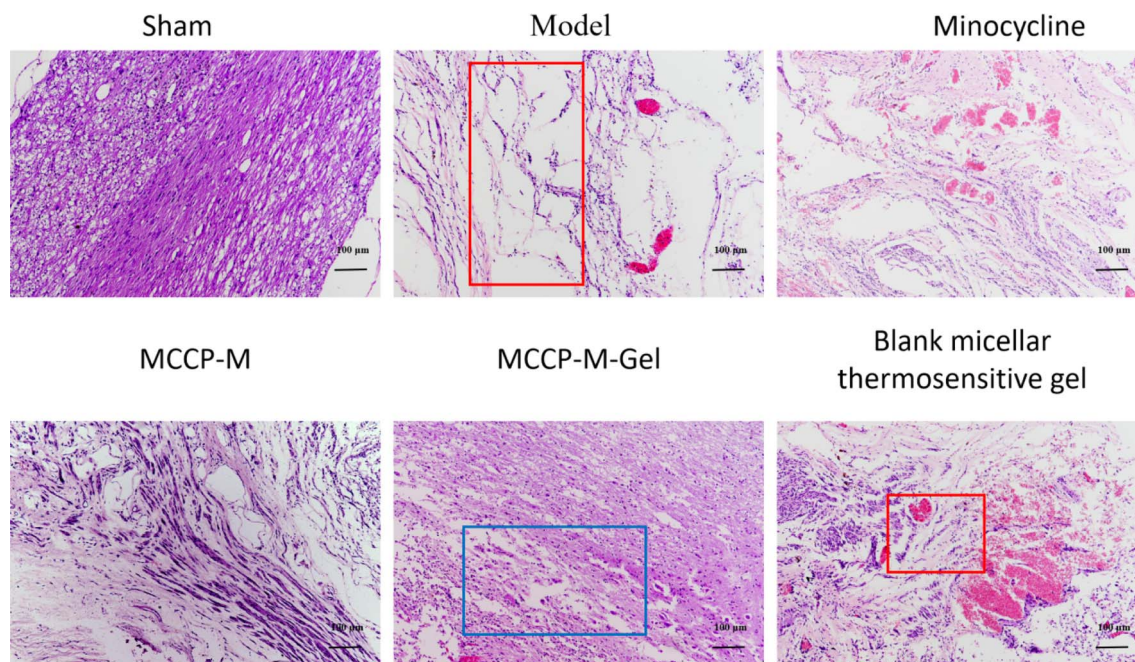 Sham
Model
Minocycline
100 µm
100 µm
100 µm
MCCP-M
MCCP-M-Gel
Blank micellar
thermosensitive gel
100 µm
100 µm
100 µm